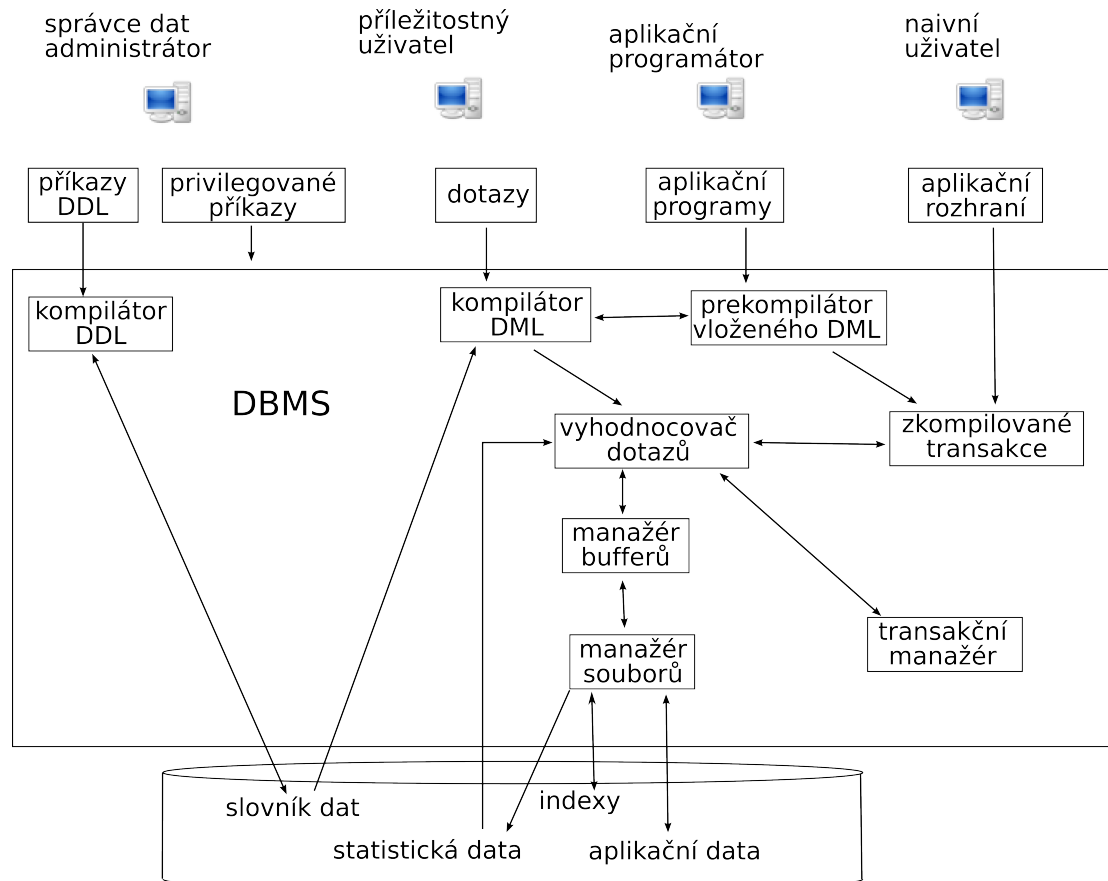 správce dat
administrátor
příležitostný
uživatel
aplikační
programátor
naivní
uživatel
příkazy
DDL
privilegované
příkazy
dotazy
aplikační
programy
aplikační
rozhraní
kompilátor
DDL
kompilátor
DML
prekompilátor
vloženého DML
DBMS
vyhodnocovač
dotazů
zkompilované
transakce
manažér
bufferů
manažér
souborů
transakční
manažér
slovník dat
indexy
statistická data
aplikační data